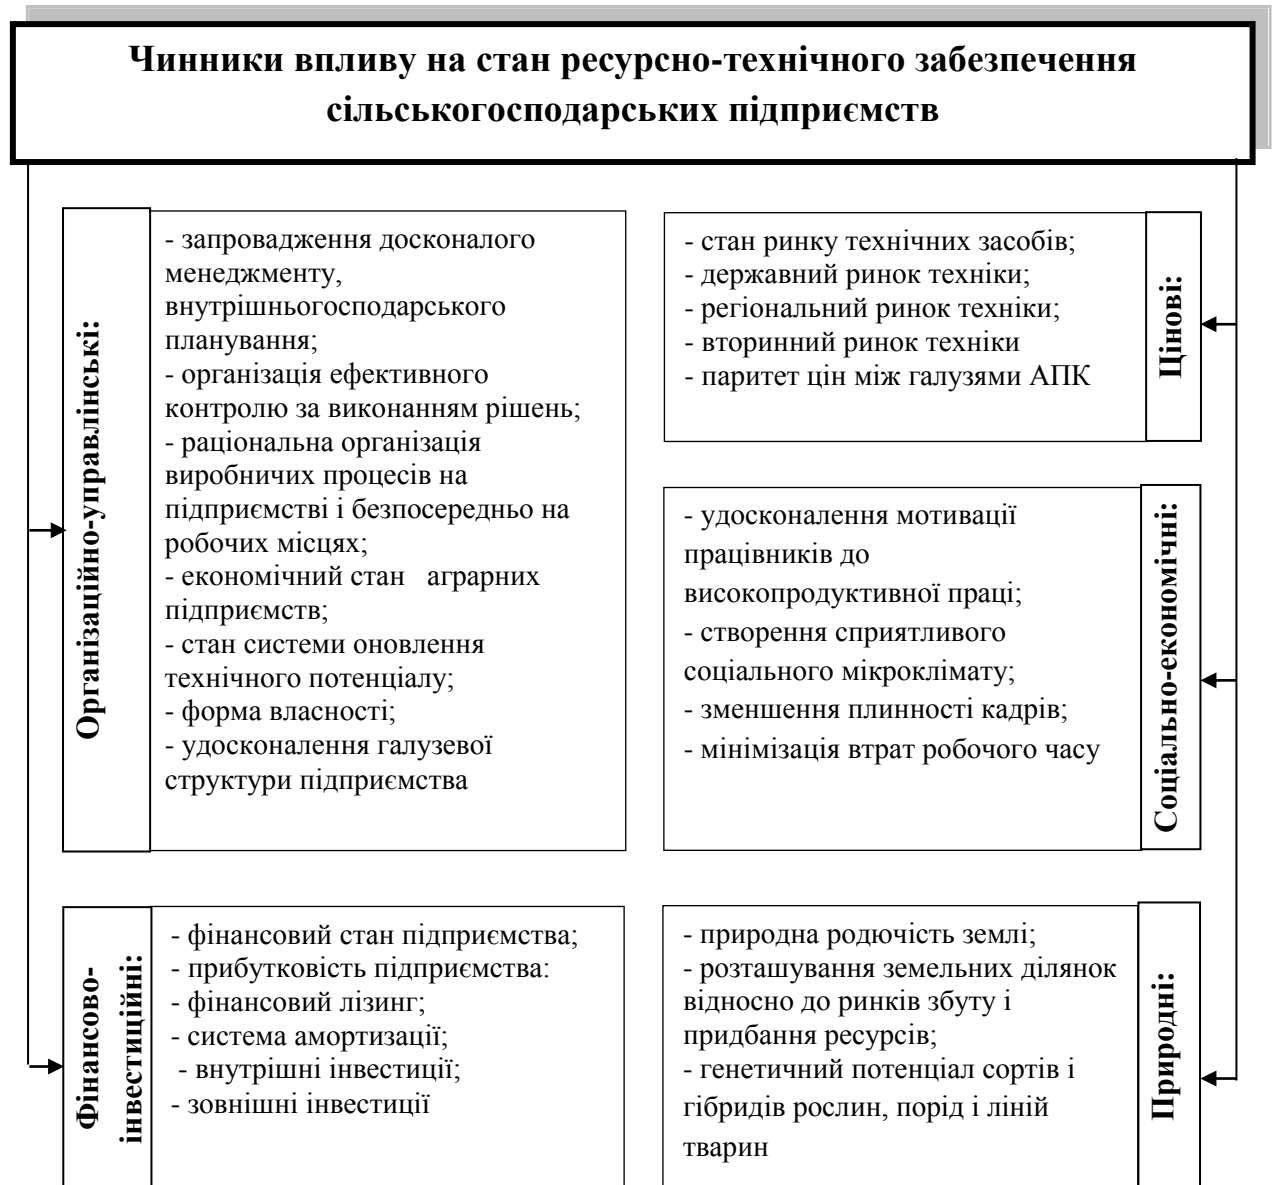 Чинники впливу на стан ресурсно-технічного забезпечення
сільськогосподарських підприємств
Організаційно-управлінські:
- запровадження досконалого
менеджменту,
внутрішньогосподарського
планування;
- організація ефективного
контролю за виконанням рішень;
- раціональна організація
виробничих процесів на
підприємстві і безпосередньо на
робочих місцях;
- економічний стан аграрних
підприємств;
- стан системи оновлення
технічного потенціалу;
- форма власності;
- удосконалення галузевої
структури підприємства
- стан ринку технічних засобів;
- державний ринок техніки;
- регіональний ринок техніки;
- вторинний ринок техніки
- паритет цін між галузями АПК
Цінові:
- удосконалення мотивації
працівників до
високопродуктивної праці;
- створення сприятливого
соціального мікроклімату;
- зменшення плинності кадрів;
- мінімізація втрат робочого часу
Соціально-економічні:
Фінансово-
інвестиційні:
- фінансовий стан підприємства;
- прибутковість підприємства:
- фінансовий лізинг;
- система амортизації;
- внутрішні інвестиції;
- зовнішні інвестиції
- природна родючість землі;
- розташування земельних ділянок
відносно до ринків збуту і
придбання ресурсів;
- генетичний потенціал сортів і
гібридів рослин, порід і ліній
тварин
Природні: